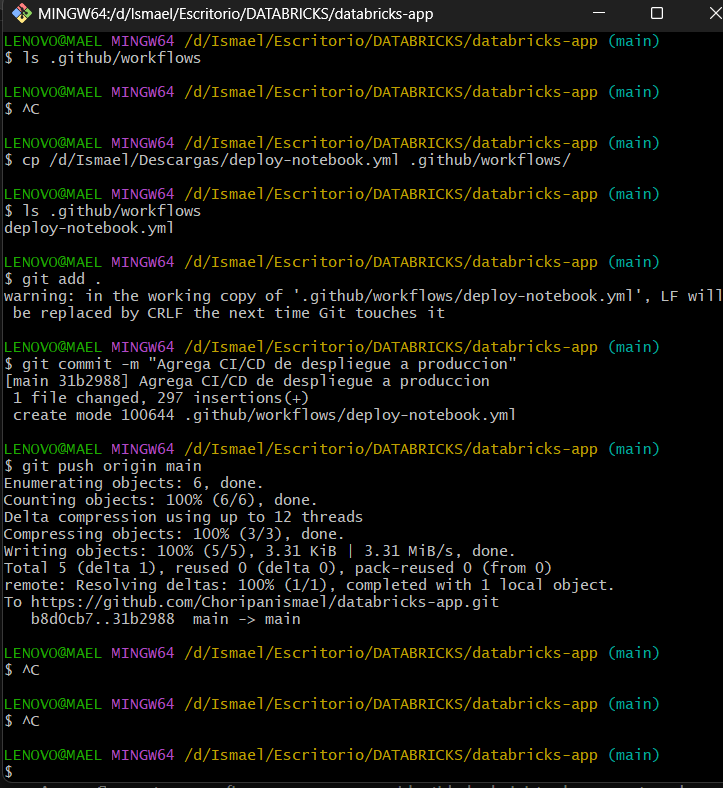 MINGW64:/d/Ismael/Escritorio/DATABRICKS/databricks-app
LENOVO@MAEL MINGW64 /d/Ismael/Escritorio/DATABRICKS/databricks-app (main)
$ ls .github/workflows
LENOVO@MAEL MINGW64 /d/Ismael/Escritorio/DATABRICKS/databricks-app (main)
$ ^C
LENOVO@MAEL MINGW64 /d/Ismael/Escritorio/DATABRICKS/databricks-app (main)
$ cp /d/Ismael/Descargas/deploy-notebook.yml .github/workflows/
LENOVO@MAEL MINGW64 /d/Ismael/Escritorio/DATABRICKS/databricks-app (main)
$ ls .github/workflows
deploy-notebook.yml
LENOVO@MAEL MINGW64 /d/Ismael/Escritorio/DATABRICKS/databricks-app (main)
$ git add .
warning: in the working copy of '.github/workflows/deploy-notebook.yml', LF will
 be replaced by CRLF the next time Git touches it
LENOVO@MAEL MINGW64 /d/Ismael/Escritorio/DATABRICKS/databricks-app (main)
$ git commit -m "Agrega CI/CD de despliegue a produccion"
[main 31b2988] Agrega CI/CD de despliegue a produccion
 1 file changed, 297 insertions(+)
 create mode 100644 .github/workflows/deploy-notebook.yml
LENOVO@MAEL MINGW64 /d/Ismael/Escritorio/DATABRICKS/databricks-app (main)
$ git push origin main
Enumerating objects: 6, done.
Counting objects: 100% (6/6), done.
Delta compression using up to 12 threads
Compressing objects: 100% (3/3), done.
Writing objects: 100% (5/5), 3.31 KiB | 3.31 MiB/s, done.
Total 5 (delta 1), reused 0 (delta 0), pack-reused 0 (from 0)
remote: Resolving deltas: 100% (1/1), completed with 1 local object.
To https://github.com/Choripanismael/databricks-app.git
   b8d0cb7..31b2988  main -> main
LENOVO@MAEL MINGW64 /d/Ismael/Escritorio/DATABRICKS/databricks-app (main)
$ ^C
LENOVO@MAEL MINGW64 /d/Ismael/Escritorio/DATABRICKS/databricks-app (main)
$ ^C
LENOVO@MAEL MINGW64 /d/Ismael/Escritorio/DATABRICKS/databricks-app (main)
$